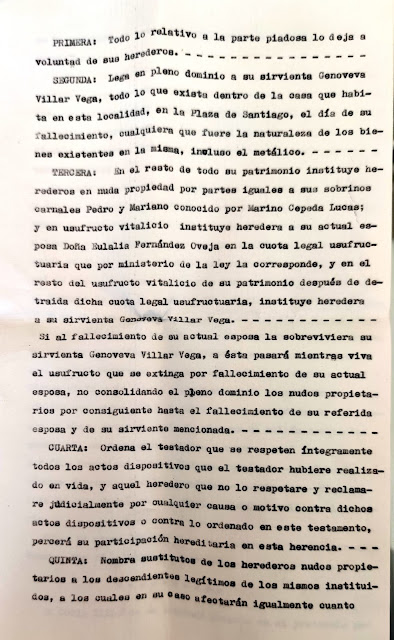 PRIMERA: Todo lo relativo a la parte piadosa lo deja a
voluntad de sus herederos. - - - - - - - - - - - - - - -
SEGUNDA: Lega en pleno dominio a su sirvienta Genoveva
Villar Vega, todo lo que exista dentro de la casa que habi-
ta en esta localidad, en la Plaza de Santiago, el día de su
fallecimiento, cualquiera que fuere la naturaleza de los bie-
nes existentes en la misma, incluso el metálico. - - - - - -
TERCERA: En el resto de todo su patrimonio instituye he-
rederos en nuda propiedad por partes iguales a sus sobrinos
carnales Pedro y Mariano conocido por Marino Cepeda Lucas;
y en usufructo vitalicio instituye heredera a su actual es-
posa Doña Eulalia Fernández Oveja en la cuota legal usufruc-
tuaria que por ministerio de la ley la corresponde, y en el
resto del usufructo vitalicio de su patrimonio después de de-
traida dicha cuota legal usufructuaria, instituye heredera
a su sirvienta Genoveva Villar Vega. - - - - - - - - - - - -
Si al fallecimiento de su actual esposa la sobreviviera su
sirvienta Genoveva Villar Vega, a ésta pasará mientras viva
el usufructo que se extinga por fallecimiento de su actual
esposa, no consolidando el pleno dominio los nudos propieta-
rios por consiguiente hasta el fallecimiento de su referida
esposa y de su sirviente mencionada. - - - - - - - - - - - -
CUARTA: Ordena el testador que se respeten íntegramente
todos los actos dispositivos que el testador hubiere realiza-
do en vida, y aquel heredero que no lo respetare y reclama-
re júdicialmente por cualquier causa o motivo contra dichos
actos dispositivos o contra lo ordenado en este testamento,
percerá su participación hereditaria en esta herencia. - - - -
QUINTA: Nombra sustitutos de los herederos nudos propie-
tarios a los descendientes legítimos de los mismos institui-
dos, a los cuales en su caso afectarán igualmente cuanto